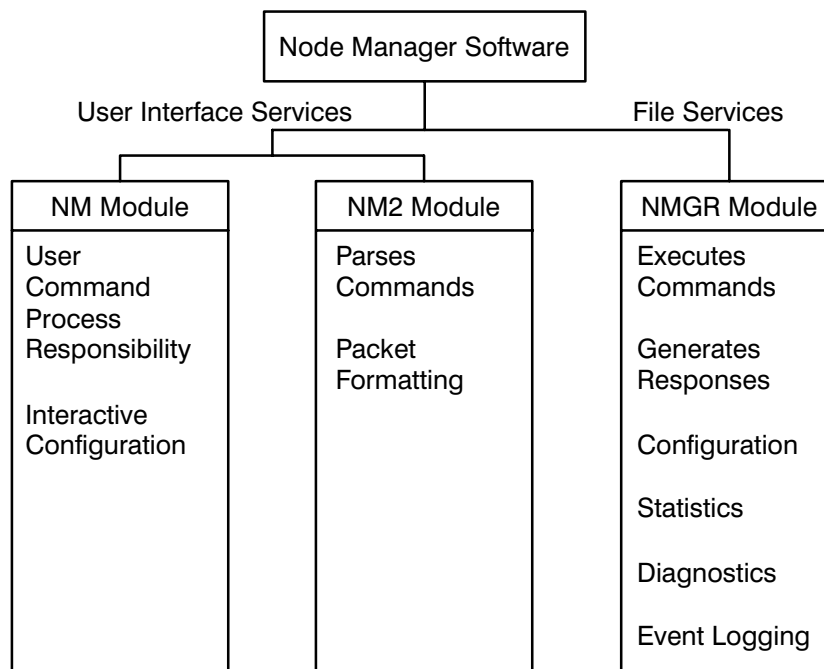 Node Manager Software
User Interface Services
File Services
NM Module
User
Command
Process
Responsibility
Interactive
Configuration
NM2 Module
Parses
Commands
Packet
Formatting
NMGR Module
Executes
Commands
Generates
Responses
Configuration
Statistics
Diagnostics
Event Logging